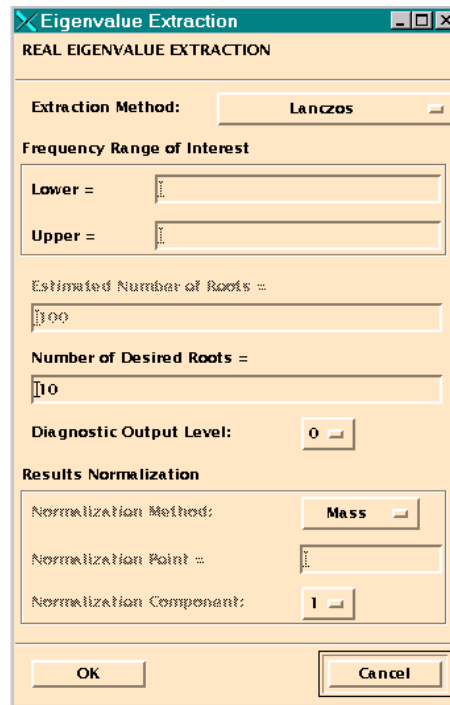 Eigenvalue Extraction
REAL EIGENVALUE EXTRACTION
Extraction Method: Lanczos
Frequency Range of Interest
Lower =
Upper =
Estimated Number of Roots =
100
Number of Desired Roots =
10
Diagnostic Output Level: 0
Results Normalization
Normalization Method: Mass
Normalization Point =
Normalization Component: 1
OK Cancel